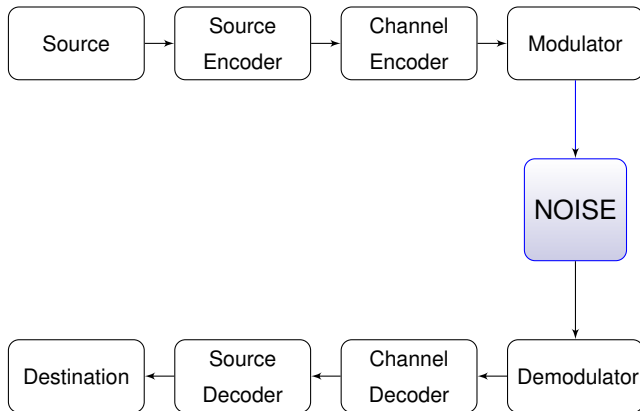 Source
Source
Encoder
Channel
Encoder
Modulator
NOISE
Destination
Source
Decoder
Channel
Decoder
Demodulator